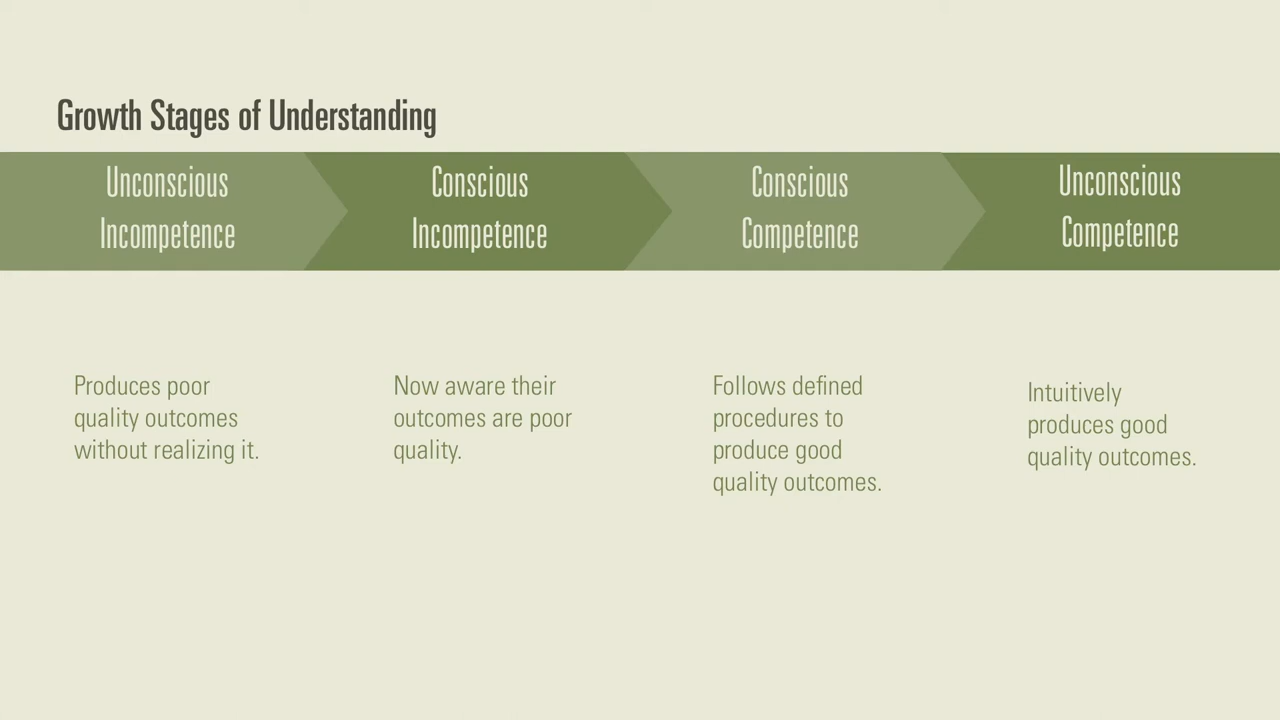 Growth Stages of Understanding
Unconscious
Incompetence
Conscious
Incompetence
Conscious
Competence
Unconscious
Competence
Produces poor
quality outcomes
without realizing it.
Now aware their
outcomes are poor
quality.
Follows defined
procedures to
produce good
quality outcomes.
Intuitively
produces good
quality outcomes.